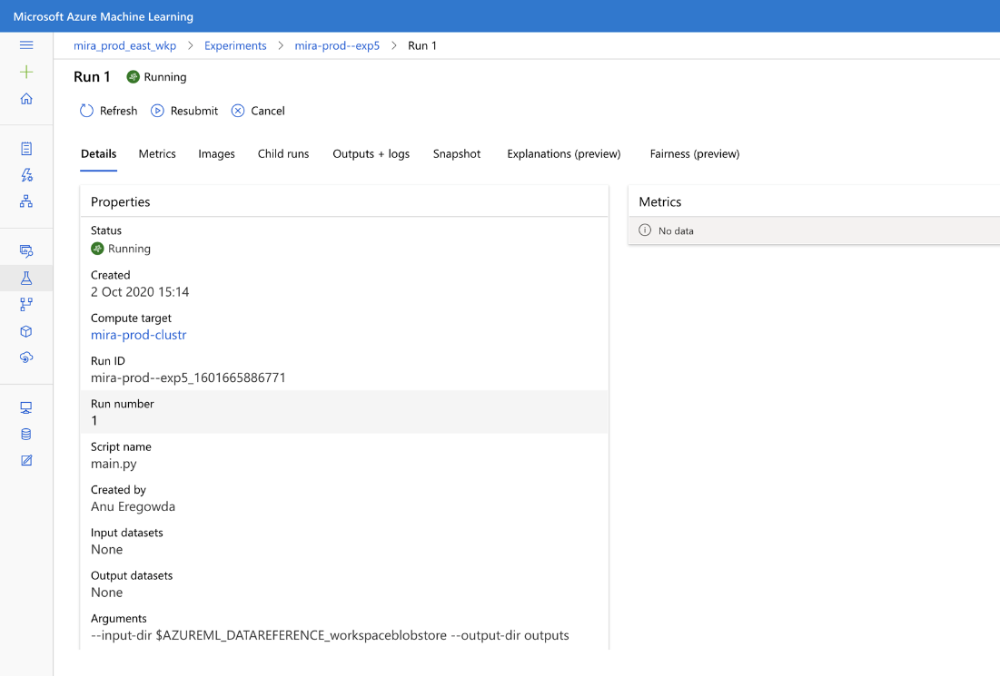 Microsoft Azure Machine Learning
mira_prod_east_wkp > Experiments > mira-prod--exp5 > Run 1
Run 1 Running
Refresh Resubmit Cancel
Details Metrics Images Child runs Outputs + logs Snapshot Explanations (preview) Fairness (preview)
Properties
Status
Running
Created
2 Oct 2020 15:14
Compute target
mira-prod-clustr
Run ID
mira-prod--exp5_1601665886771
Run number
1
Script name
main.py
Created by
Anu Eregowda
Input datasets
None
Output datasets
None
Arguments
--input-dir $AZUREML_DATAREFERENCE_workspaceblobstore --output-dir outputs
Metrics
No data